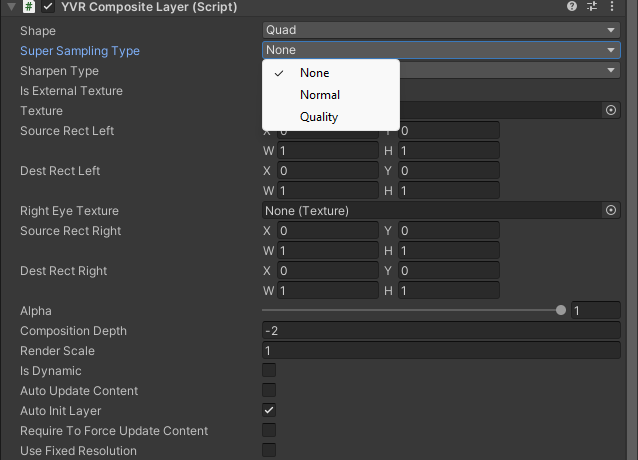 YVR Composite Layer (Script)
Shape Quad
Super Sampling Type None
Sharpen Type
None
Is External Texture
Normal
Texture
Quality
Source Rect Left X 0 Y 0
W 1 H 1
Dest Rect Left X 0 Y 0
W 1 H 1
Right Eye Texture None (Texture)
Source Rect Right X 0 Y 0
W 1 H 1
Dest Rect Right X 0 Y 0
W 1 H 1
Alpha 1
Composition Depth -2
Render Scale 1
Is Dynamic
Auto Update Content
Auto Init Layer
Require To Force Update Content
Use Fixed Resolution